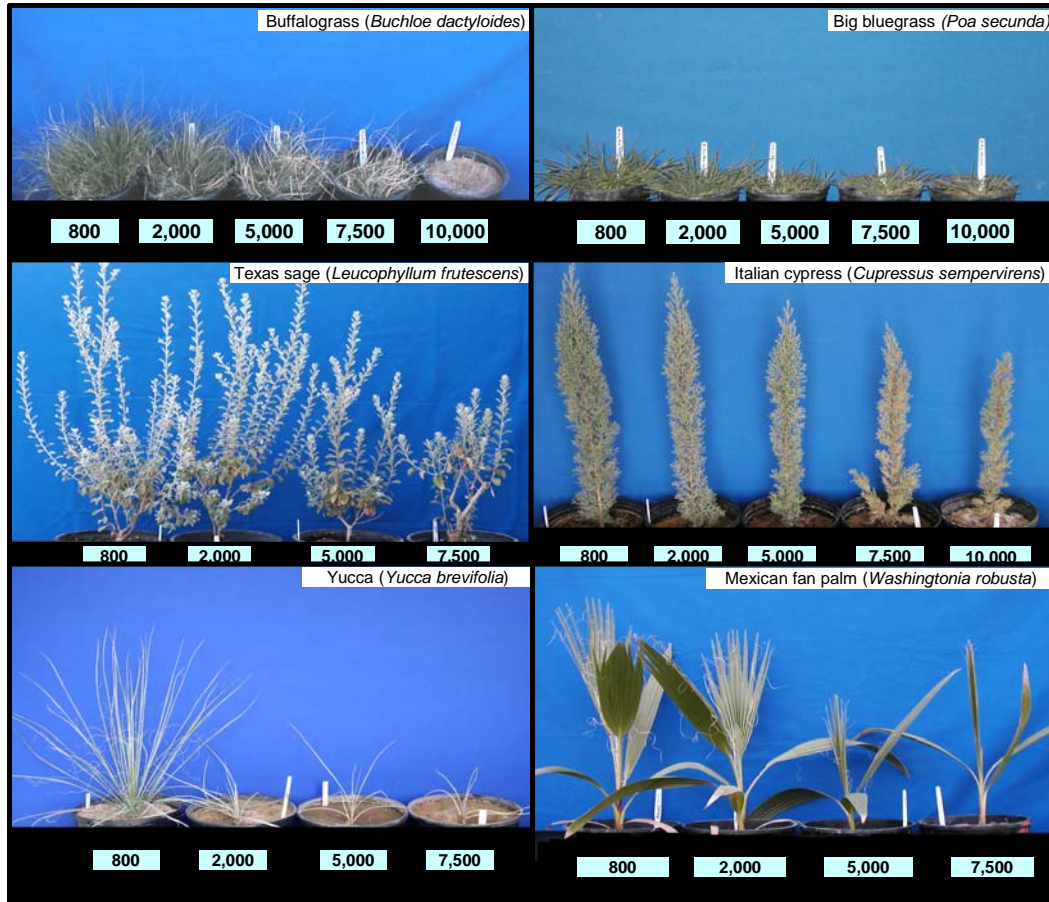 Buffalograss (Buchloe dactyloides)
800 2,000 5,000 7,500 10,000
Big bluegrass (Poa secunda)
800 2,000 5,000 7,500 10,000
Texas sage (Leucophyllum frutescens)
800 2,000 5,000 7,500
Italian cypress (Cupressus sempervirens)
800 2,000 5,000 7,500 10,000
Yucca (Yucca brevifolia)
800 2,000 5,000 7,500
Mexican fan palm (Washingtonia robusta)
800 2,000 5,000 7,500